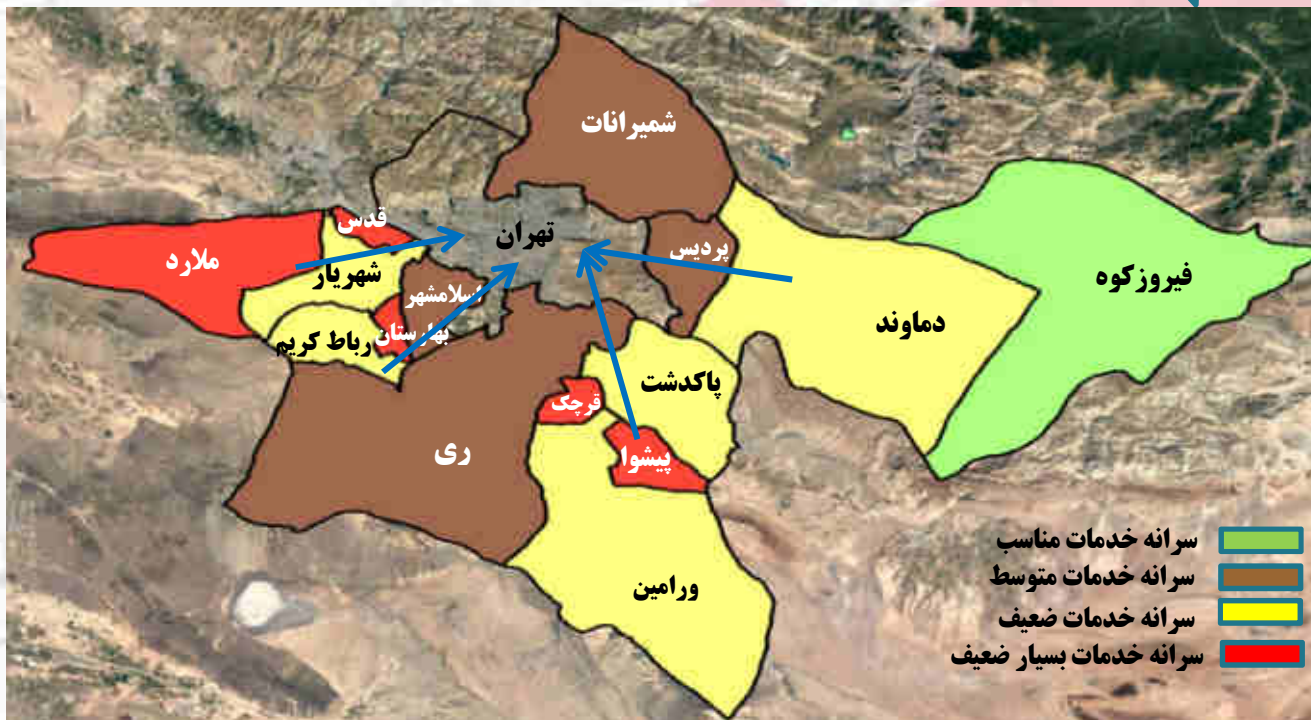 شمیرانات
قدس
تهران
پردیس
ملارد
شهریار
فیروزکوه
اسلامشهر
دماوند
بهارستان
رباط کریم
پاکدشت
قرچک
ری
پیشوا
ورامین
سرانه خدمات مناسب
سرانه خدمات متوسط
سرانه خدمات ضعیف
سرانه خدمات بسیار ضعیف